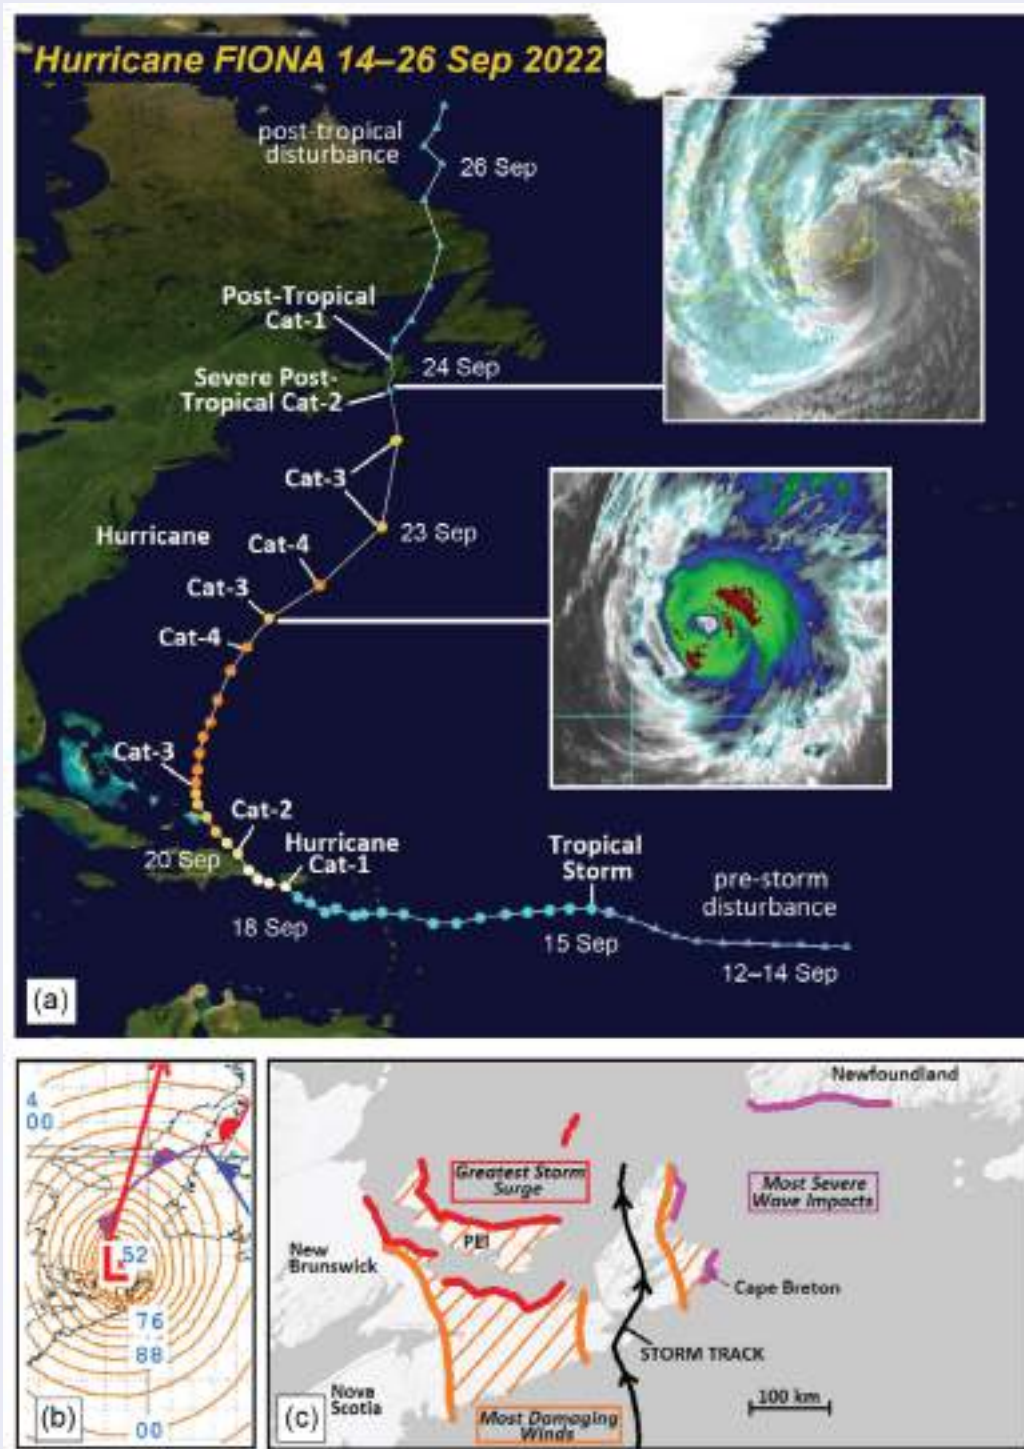 Hurricane FIONA 14–26 Sep 2022
post-tropical
disturbance
26 Sep
Post-Tropical
Cat-1
24 Sep
Severe Post-
Tropical Cat-2
Cat-3
23 Sep
Hurricane
Cat-4
Cat-3
Cat-4
Cat-3
Cat-2
20 Sep
Hurricane
Cat-1
18 Sep
Tropical
Storm
15 Sep
pre-storm
disturbance
12–14 Sep
(a)
4
00
L 52
76
88
00
(b)
Newfoundland
Greatest Storm
Surge
Most Severe
Wave Impacts
PEI
New
Brunswick
Cape Breton
STORM TRACK
100 km
Nova
Scotia
Most Damaging
Winds
(c)